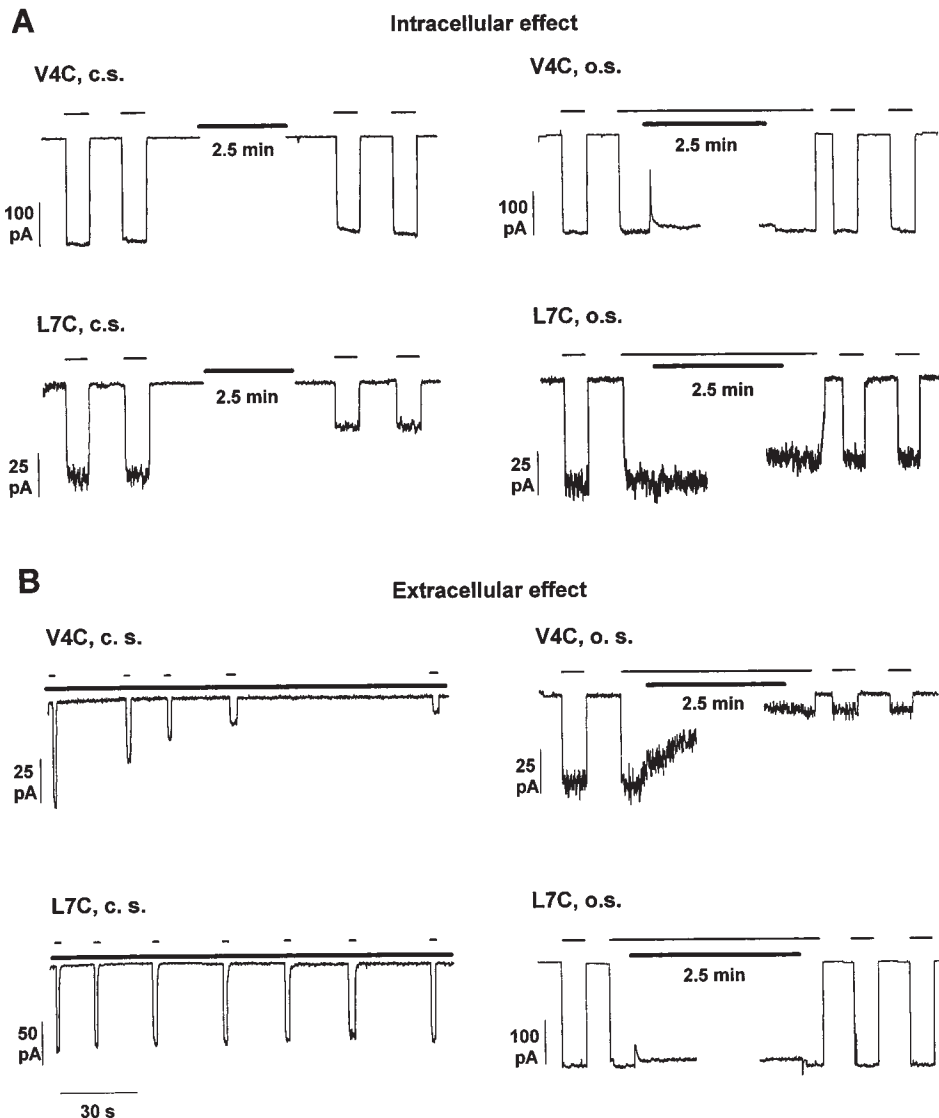 A
Intracellular effect
V4C, c.s.
V4C, o.s.
2.5 min
2.5 min
100
pA
100
pA
L7C, c.s.
L7C, o.s.
2.5 min
2.5 min
25
pA
25
pA
B
Extracellular effect
V4C, c. s.
V4C, o. s.
2.5 min
25
pA
25
pA
L7C, c. s.
L7C, o.s.
2.5 min
50
pA
100
pA
30 s